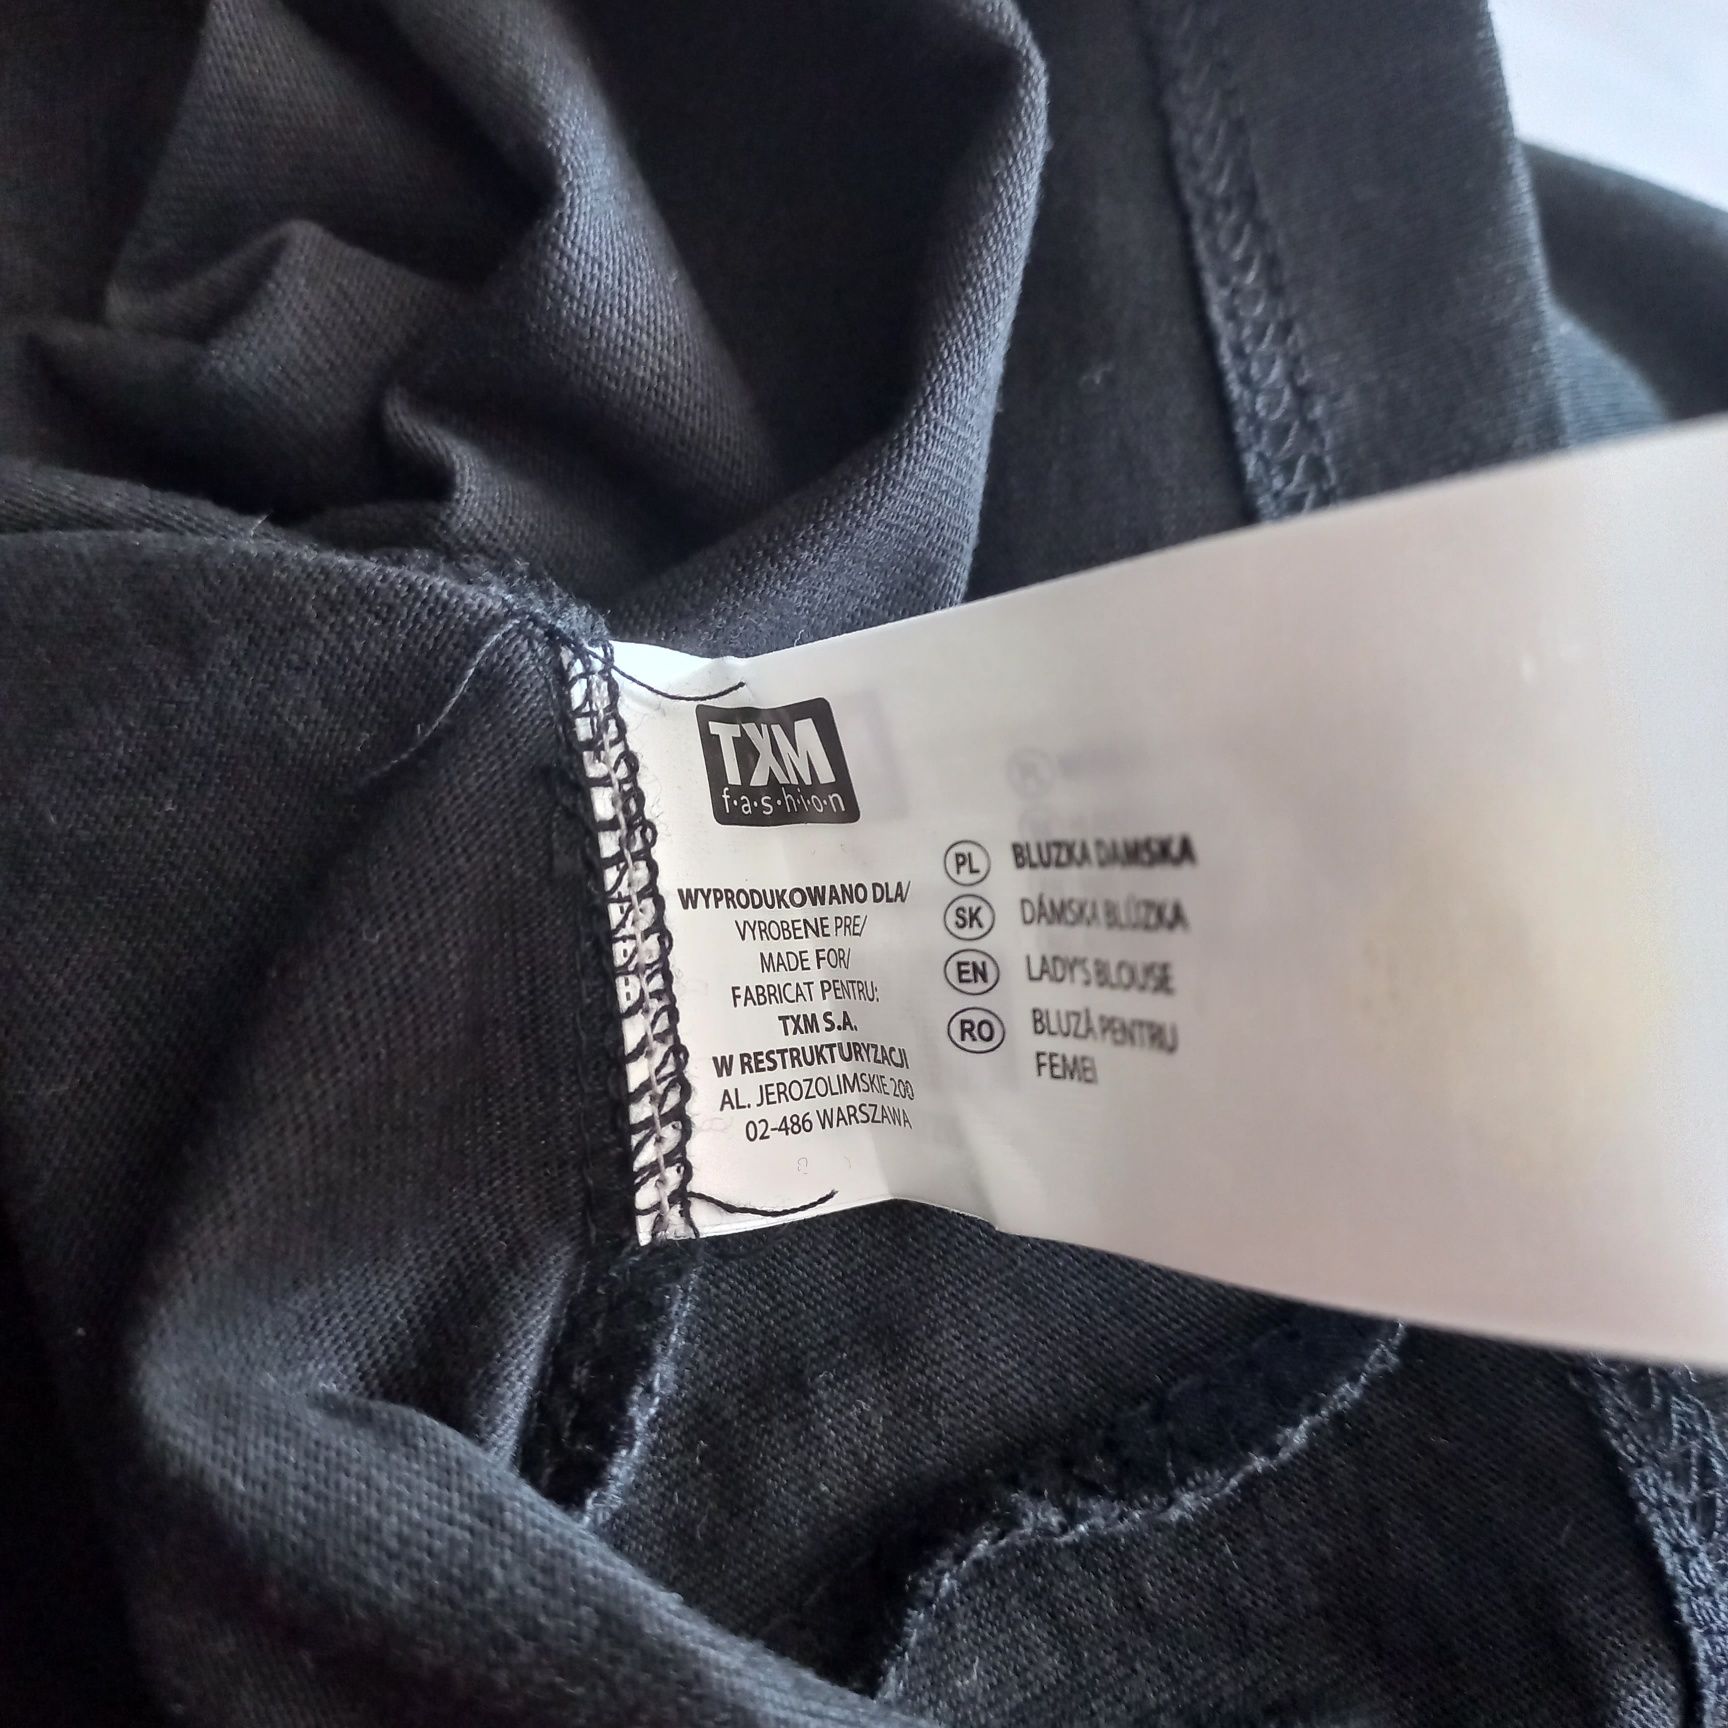 TXM
f·a·s·h·i·o·n
WYPRODUKOWANO DLA/
VYROBENE PRE/
MADE FOR/
FABRICAT PENTRU:
TXM S.A.
W RESTRUKTURYZACJI
AL. JEROZOLIMSKIE 200
02-486 WARSZAWA
PL BLUZKA DAMSKA
SK DÁMSKA BLÚZKA
EN LADY'S BLOUSE
RO BLUZĂ PENTRU
FEMEI